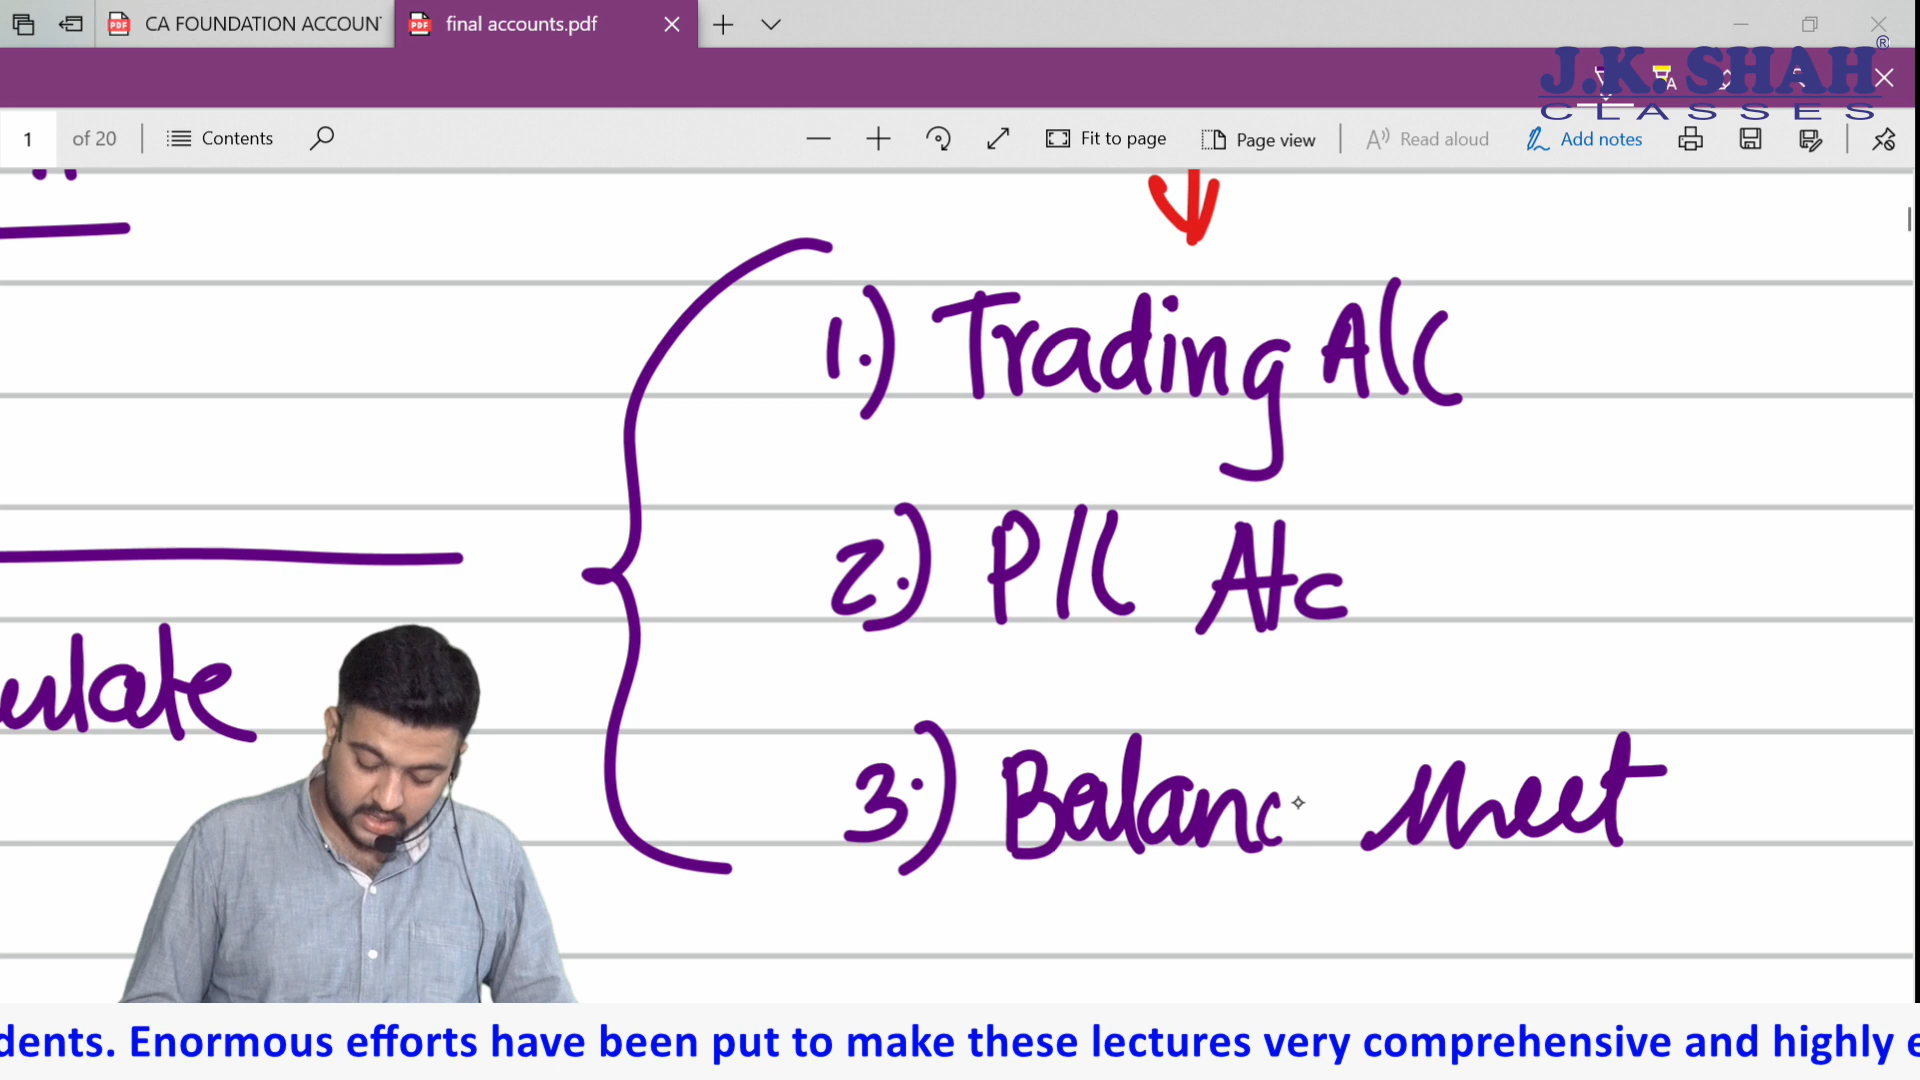 CA FOUNDATION ACCOUN
final accounts.pdf
J.K. SHAH®
CLASSES
1 of 20 Contents Fit to page Page view Read aloud Add notes
1.) Trading A/C
2.) P/L A/c
ulate
3.) Balanc sheet
dents. Enormous efforts have been put to make these lectures very comprehensive and highly e